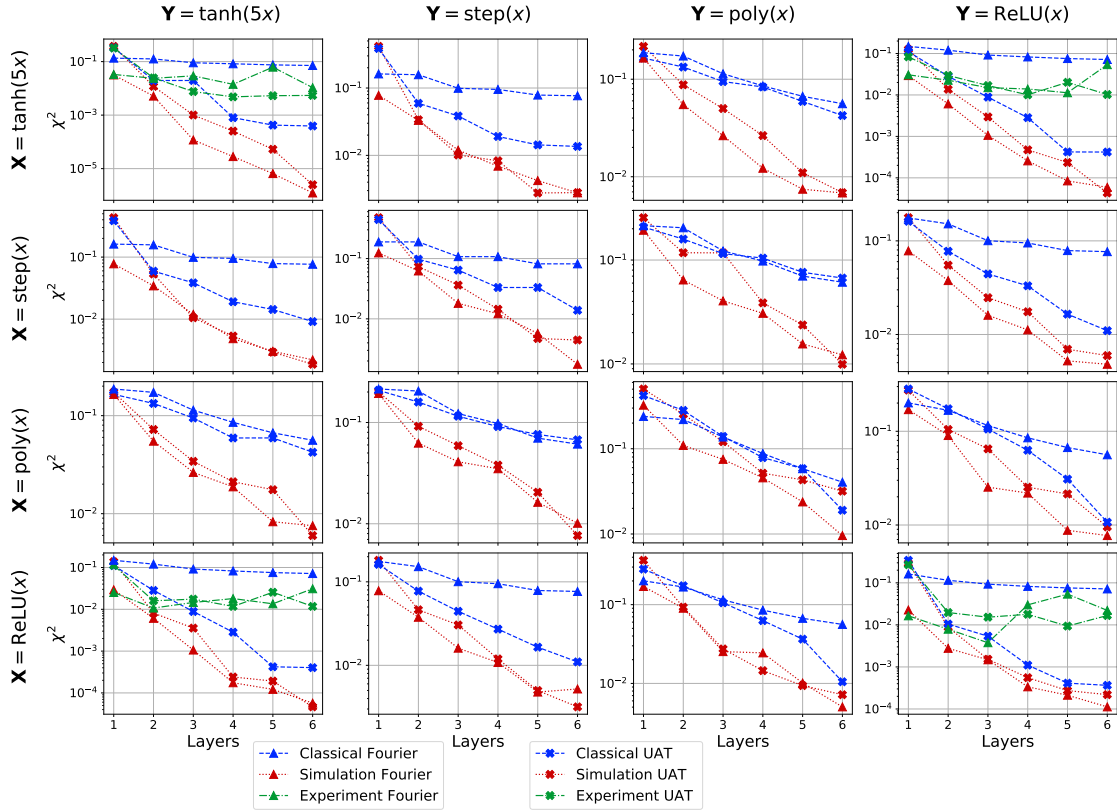 Y = tanh(5x) Y = step(x) Y = poly(x) Y = ReLU(x)
X = tanh(5x)
χ²
10⁻¹
10⁻³
10⁻⁵
10⁻¹
10⁻²
10⁻¹
10⁻²
10⁻¹
10⁻²
10⁻³
10⁻⁴
X = step(x)
χ²
10⁻¹
10⁻²
10⁻¹
10⁻²
10⁻¹
10⁻²
10⁻¹
10⁻²
X = poly(x)
χ²
10⁻¹
10⁻²
10⁻¹
10⁻²
10⁻¹
10⁻²
10⁻¹
10⁻²
X = ReLU(x)
χ²
10⁻¹
10⁻²
10⁻³
10⁻⁴
10⁻¹
10⁻²
10⁻¹
10⁻²
10⁻¹
10⁻²
10⁻³
10⁻⁴
1 2 3 4 5 6 1 2 3 4 5 6 1 2 3 4 5 6 1 2 3 4 5 6
Layers Layers Layers Layers
Classical Fourier
Simulation Fourier
Experiment Fourier
Classical UAT
Simulation UAT
Experiment UAT